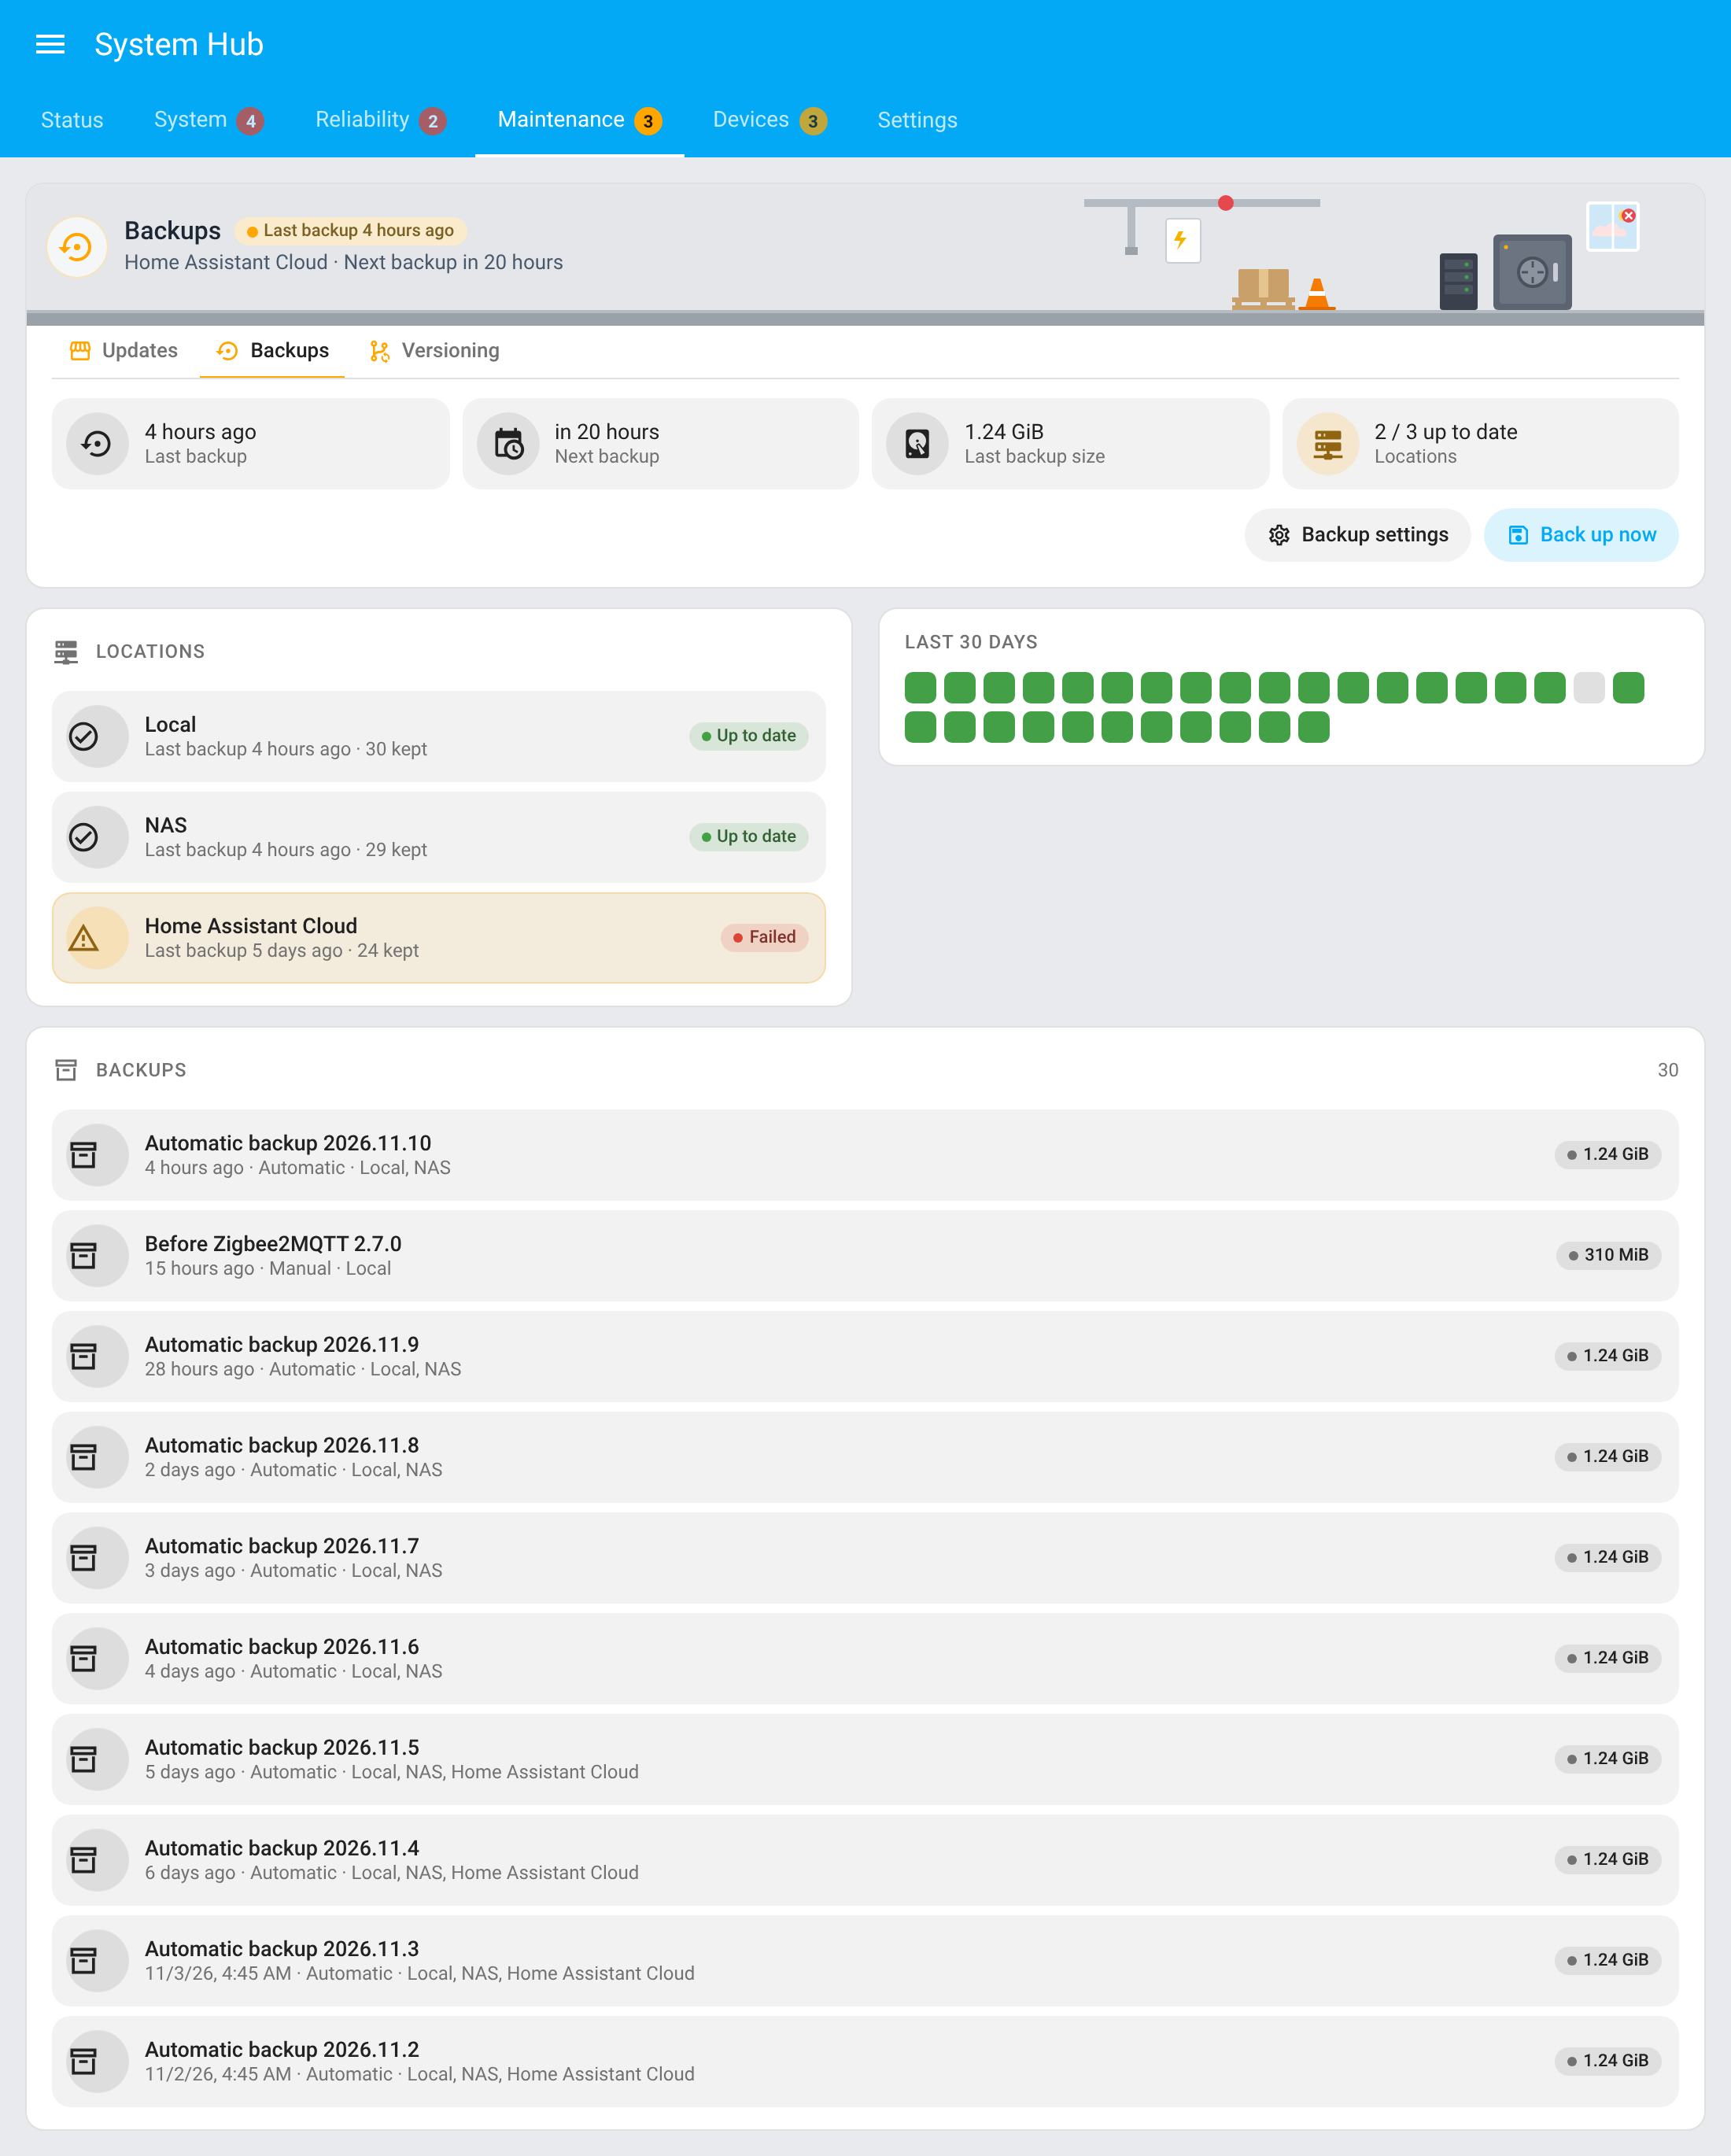 System Hub
Status
System 4
Reliability 2
Maintenance 3
Devices 3
Settings
Backups
Last backup 4 hours ago
Home Assistant Cloud · Next backup in 20 hours
Updates
Backups
Versioning
4 hours ago
Last backup
in 20 hours
Next backup
1.24 GiB
Last backup size
2 / 3 up to date
Locations
Backup settings
Back up now
LOCATIONS
Local
Last backup 4 hours ago · 30 kept
Up to date
NAS
Last backup 4 hours ago · 29 kept
Up to date
Home Assistant Cloud
Last backup 5 days ago · 24 kept
Failed
LAST 30 DAYS
BACKUPS
30
Automatic backup 2026.11.10
4 hours ago · Automatic · Local, NAS
1.24 GiB
Before Zigbee2MQTT 2.7.0
15 hours ago · Manual · Local
310 MiB
Automatic backup 2026.11.9
28 hours ago · Automatic · Local, NAS
1.24 GiB
Automatic backup 2026.11.8
2 days ago · Automatic · Local, NAS
1.24 GiB
Automatic backup 2026.11.7
3 days ago · Automatic · Local, NAS
1.24 GiB
Automatic backup 2026.11.6
4 days ago · Automatic · Local, NAS
1.24 GiB
Automatic backup 2026.11.5
5 days ago · Automatic · Local, NAS, Home Assistant Cloud
1.24 GiB
Automatic backup 2026.11.4
6 days ago · Automatic · Local, NAS, Home Assistant Cloud
1.24 GiB
Automatic backup 2026.11.3
11/3/26, 4:45 AM · Automatic · Local, NAS, Home Assistant Cloud
1.24 GiB
Automatic backup 2026.11.2
11/2/26, 4:45 AM · Automatic · Local, NAS, Home Assistant Cloud
1.24 GiB